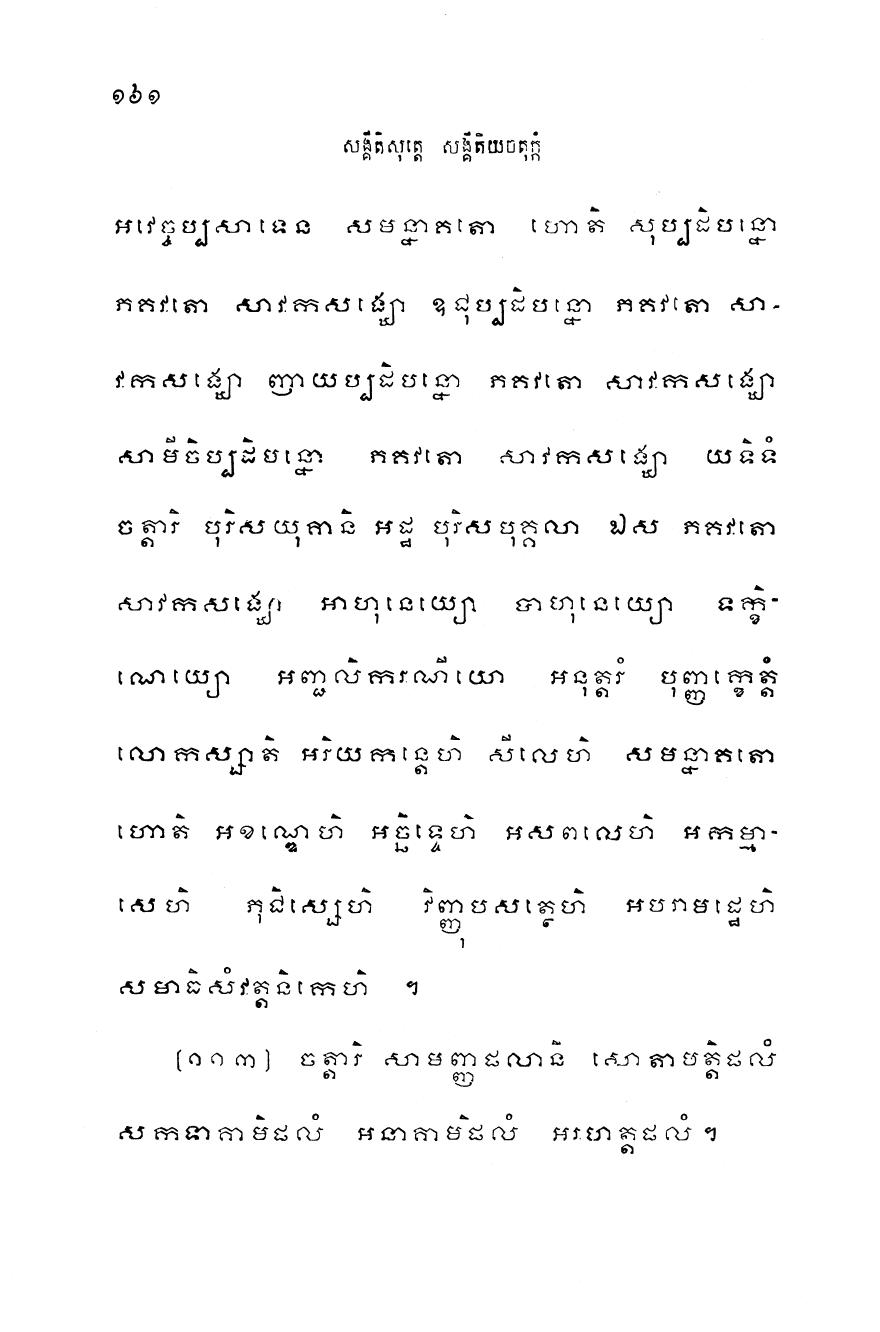 ១៦១
សង្គីតិសុត្តេ សង្គីតិយចតុក្កំ
អវេច្ចប្បសាទេន សមន្នាគតោ ហោតិ សុប្បដិបន្នោ
ភគវតោ សាវកសង្ឃោ ឧជុប្បដិបន្នោ ភគវតោ សា-
វកសង្ឃោ ញាយប្បដិបន្នោ ភគវតោ សាវកសង្ឃោ
សាមីចិប្បដិបន្នោ ភគវតោ សាវកសង្ឃោ យទិទំ
ចត្តារិ បុរិសយុគានិ អដ្ឋ បុរិសបុគ្គលា ឯស ភគវតោ
សាវកសង្ឃោ អាហុនេយ្យោ បាហុនេយ្យោ ទក្ខិ-
ណេយ្យោ អញ្ជលិករណីយោ អនុត្តរំ បុញ្ញក្ខេត្តំ
លោកស្សាតិ អរិយកន្តេហិ សីលេហិ សមន្នាគតោ
ហោតិ អខណ្ឌេហិ អច្ឆិទ្ទេហិ អសពលេហិ អកម្មា-
សេហិ ភុជិស្សេហិ វិញ្ញុបសត្ថេហិ អបរាមដ្ឋេហិ
សមាធិសំវត្តនិកេហិ ។
(១១៣) ចត្តារិ សាមញ្ញផលានិ សោតាបត្តិផលំ
សកទាគាមិផលំ អនាគាមិផលំ អរហត្តផលំ ។